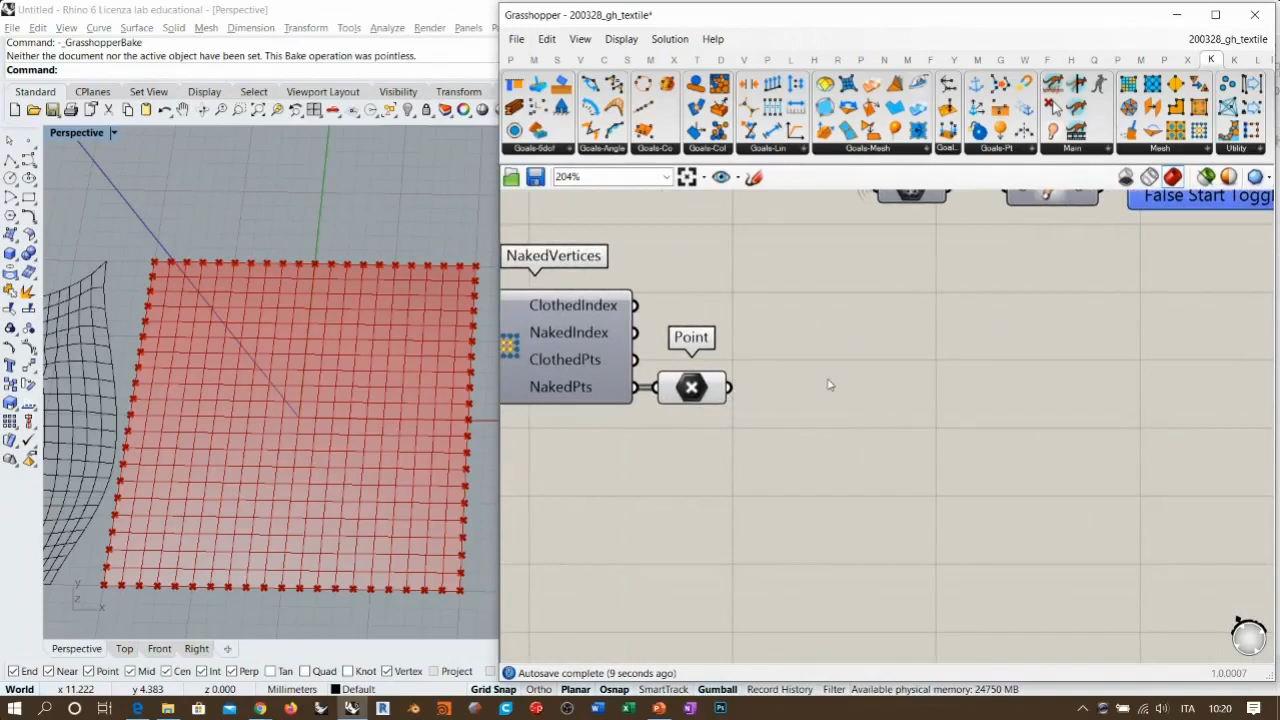 Untitled - Rhino 6 Licenza lab educational - [Perspective]
File Edit View Curve Surface Solid Mesh Dimension Transform Tools Analyze Render Panels
Command: -_GrasshopperBake
Neither the document nor the active object have been set. This Bake operation was pointless.
Command:
Standard CPlanes Set View Display Select Viewport Layout Visibility Transform
Perspective
y
z
x
Perspective Top Front Right
End Near Point Mid Cen Int Perp Tan Quad Knot Vertex Project
World x 11.222 y 4.383 z 0.000 Millimeters Default Grid Snap Ortho Planar Osnap SmartTrack Gumball Record History Filter Available physical memory: 24750 MB
Grasshopper - 200328_gh_textile*
File Edit View Display Solution Help 200328_gh_textile*
P M S V C S I M D T D V P L A B P N W L P Y M J F H Q M P X K L
Goals-6dof Goals-Angle Goals-Co Goals-Col Goals-Lin Goals-Mesh Goal.. Goals-Pt Main Mesh Utility
204%
False Start Toggl
NakedVertices
ClothedIndex
NakedIndex
ClothedPts
NakedPts
Point
Autosave complete (9 seconds ago) 1.0.0007
ITA 10:20